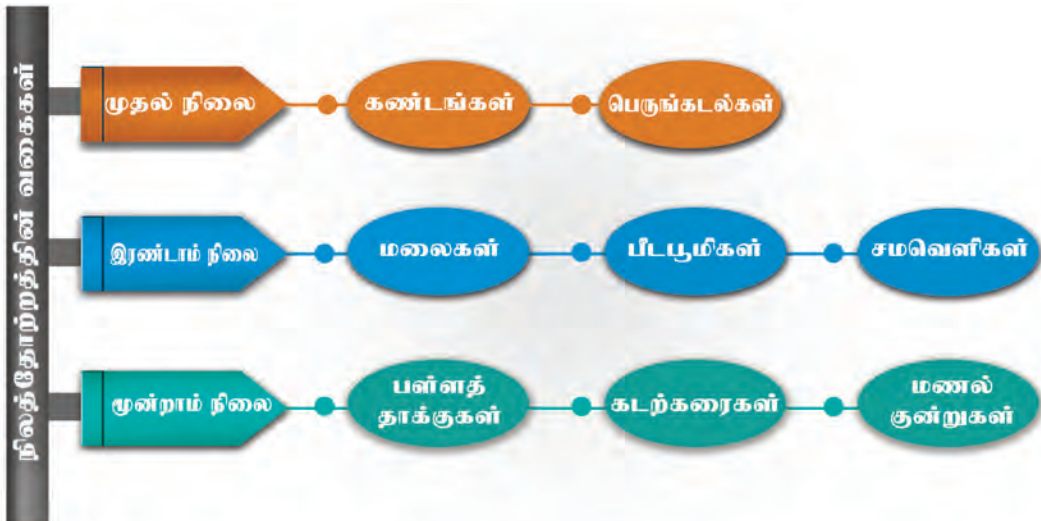 நிலத்தோற்றத்தின் வகைகள்
முதல் நிலை
கண்டங்கள்
பெருங்கடல்கள்
இரண்டாம் நிலை
மலைகள்
பீடபூமிகள்
சமவெளிகள்
மூன்றாம் நிலை
பள்ளத்
தாக்குகள்
கடற்கரைகள்
மணல்
குன்றுகள்